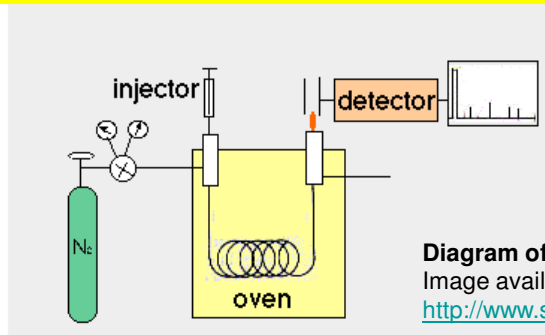 injector
detector
N₂
oven
Diagram of
Image avail
http://www.s